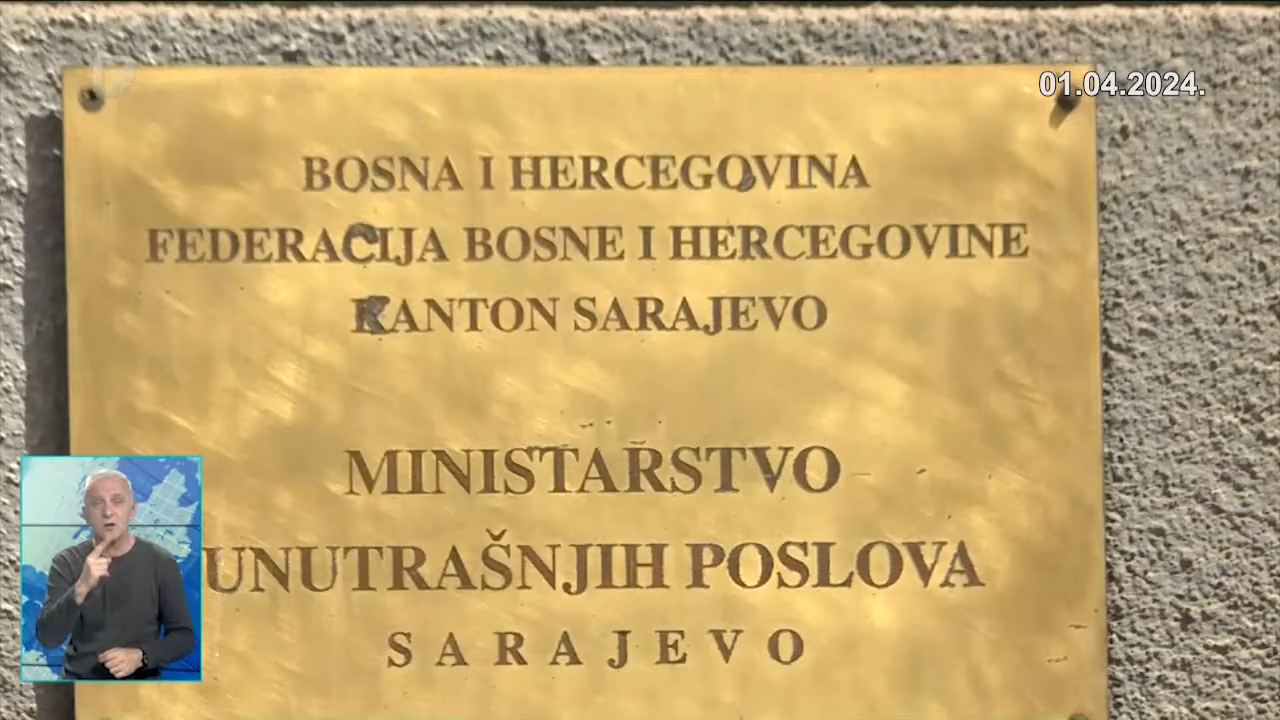 01.04.2024.
BOSNA I HERCEGOVINA
FEDERACIJA BOSNE I HERCEGOVINE
KANTON SARAJEVO
MINISTARSTVO
UNUTRAŠNJIH POSLOVA
SARAJEVO